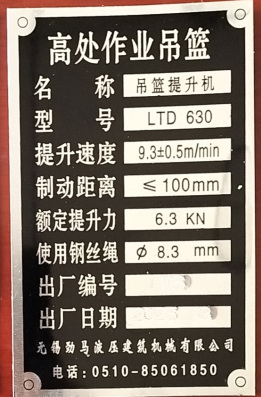 高处作业吊篮
名称 吊篮提升机
型号 LTD 630
提升速度 9.3±0.5m/min
制动距离 ≤100mm
额定提升力 6.3 KN
使用钢丝绳 φ 8.3 mm
出厂编号
出厂日期
无锡劲马液压建筑机械有限公司
电话:0510-85061850